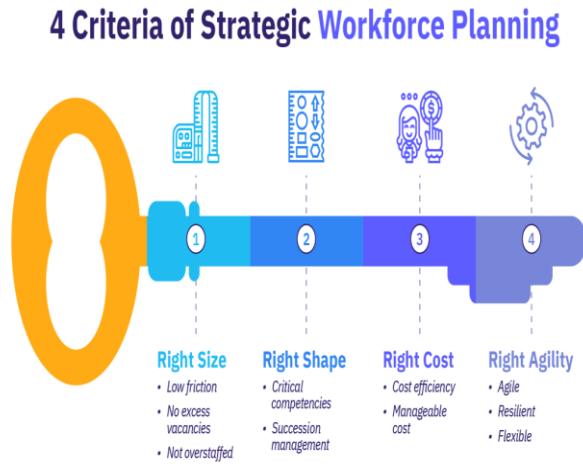 4 Criteria of Strategic Workforce Planning
$
1
2
3
4
Right Size
• Low friction
• No excess
vacancies
• Not overstaffed
Right Shape
• Critical
competencies
• Succession
management
Right Cost
• Cost efficiency
• Manageable
cost
Right Agility
• Agile
• Resilient
• Flexible